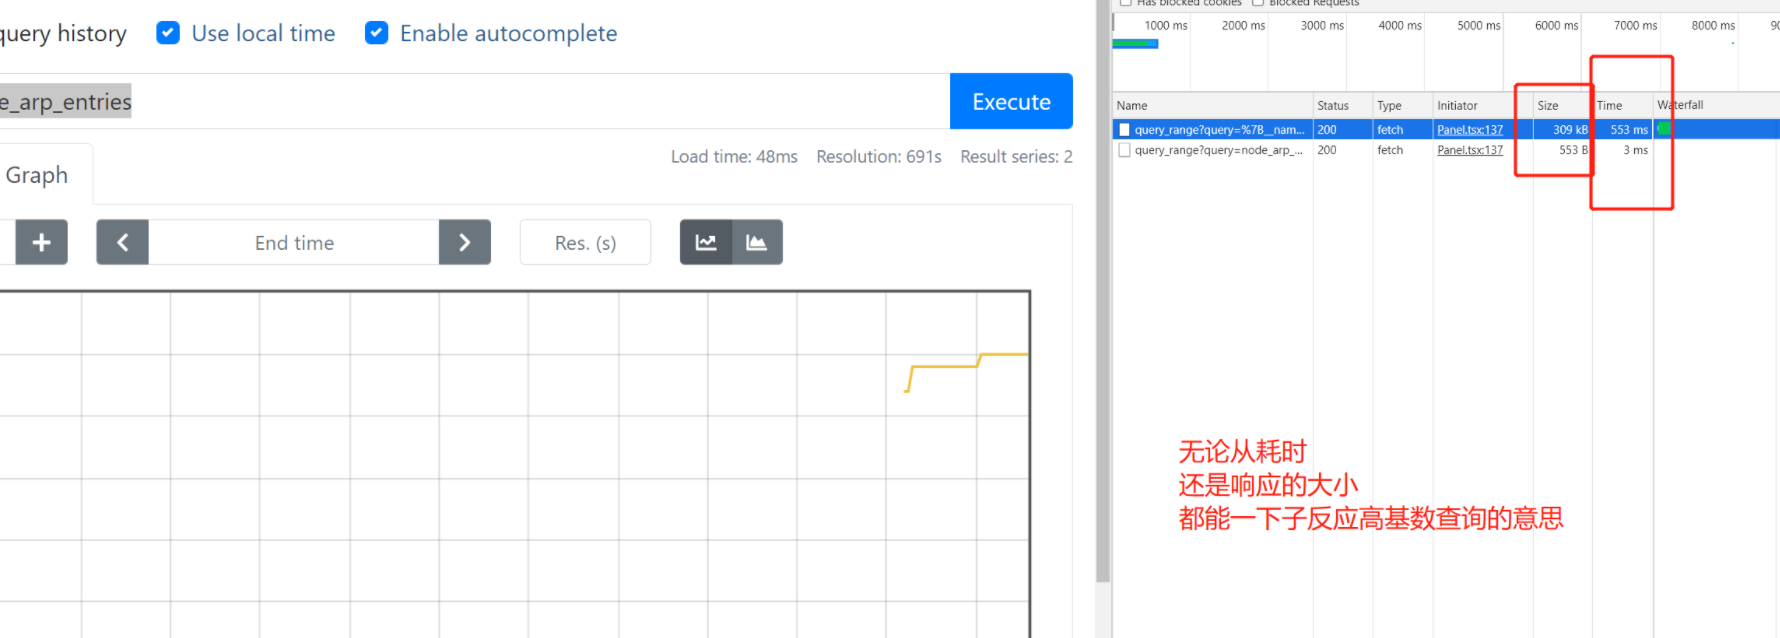 query history
Use local time
Enable autocomplete
e_arp_entries
Execute
Load time: 48ms Resolution: 691s Result series: 2
Graph
End time
Res. (s)
Has blocked cookies
Blocked Requests
1000 ms 2000 ms 3000 ms 4000 ms 5000 ms 6000 ms 7000 ms 8000 ms 90
Name Status Type Initiator Size Time Waterfall
query_range?query=%7B__nam... 200 fetch Panel.tsx:137 309 kB 553 ms
query_range?query=node_arp_... 200 fetch Panel.tsx:137 553 B 3 ms
无论从耗时
还是响应的大小
都能一下子反应高基数查询的意思